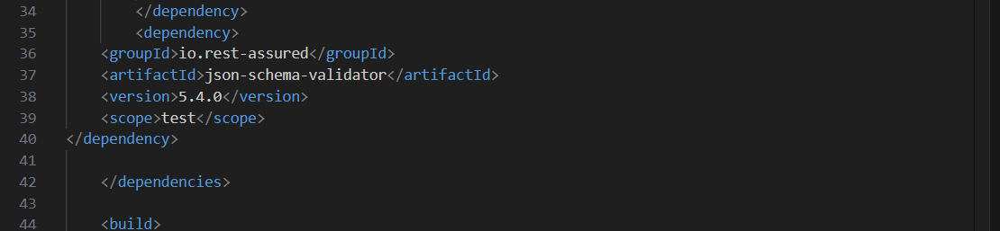 34 </dependency>
35 <dependency>
36 <groupId>io.rest-assured</groupId>
37 <artifactId>json-schema-validator</artifactId>
38 <version>5.4.0</version>
39 <scope>test</scope>
40 </dependency>
41
42 </dependencies>
43
44 <build>